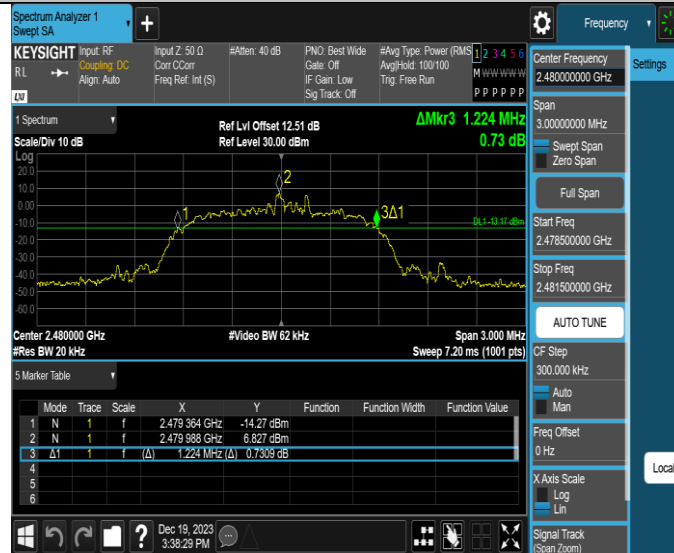 Spectrum Analyzer 1
Swept SA
+
Frequency
KEYSIGHT
RL
LXI
Input: RF
Coupling: DC
Align: Auto
Input Z: 50 Ω
Corr CCorr
Freq Ref: Int (S)
#Atten: 40 dB
PNO: Best Wide
Gate: Off
IF Gain: Low
Sig Track: Off
#Avg Type: Power (RMS
Avg|Hold: 100/100
Trig: Free Run
1 2 3 4 5 6
M W W W W W
P P P P P P
Center Frequency
2.480000000 GHz
Settings
Span
3.00000000 MHz
Swept Span
Zero Span
Full Span
Start Freq
2.478500000 GHz
Stop Freq
2.481500000 GHz
AUTO TUNE
CF Step
300.000 kHz
Auto
Man
Freq Offset
0 Hz
X Axis Scale
Log
Lin
Signal Track
(Span Zoom)
Local
1 Spectrum
Scale/Div 10 dB
Ref Lvl Offset 12.51 dB
Ref Level 30.00 dBm
ΔMkr3 1.224 MHz
0.73 dB
Log
20.0
10.0
0.00
-10.0
-20.0
-30.0
-40.0
-50.0
-60.0
1
2
3Δ1
DL1 -13.17 dBm
Center 2.480000 GHz
#Res BW 20 kHz
#Video BW 62 kHz
Span 3.000 MHz
Sweep 7.20 ms (1001 pts)
5 Marker Table
Mode Trace Scale X Y Function Function Width Function Value
1 N 1 f 2.479 364 GHz -14.27 dBm
2 N 1 f 2.479 988 GHz 6.827 dBm
3 Δ1 1 f (Δ) 1.224 MHz (Δ) 0.7309 dB
4
5
6
?
Dec 19, 2023
3:38:29 PM